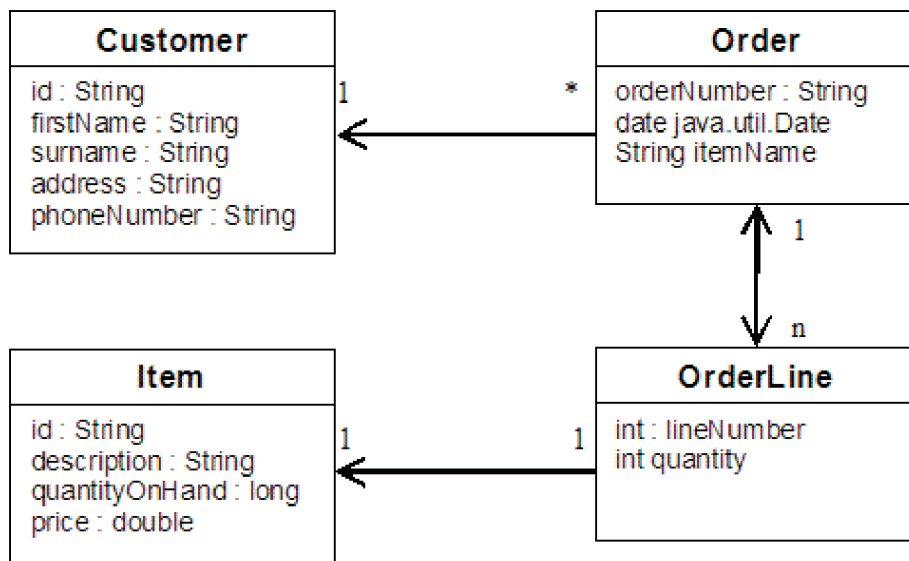 Customer
id : String
firstName : String
surname : String
address : String
phoneNumber : String
1
*
Order
orderNumber : String
date java.util.Date
String itemName
1
n
Item
id : String
description : String
quantityOnHand : long
price : double
1
1
OrderLine
int : lineNumber
int quantity